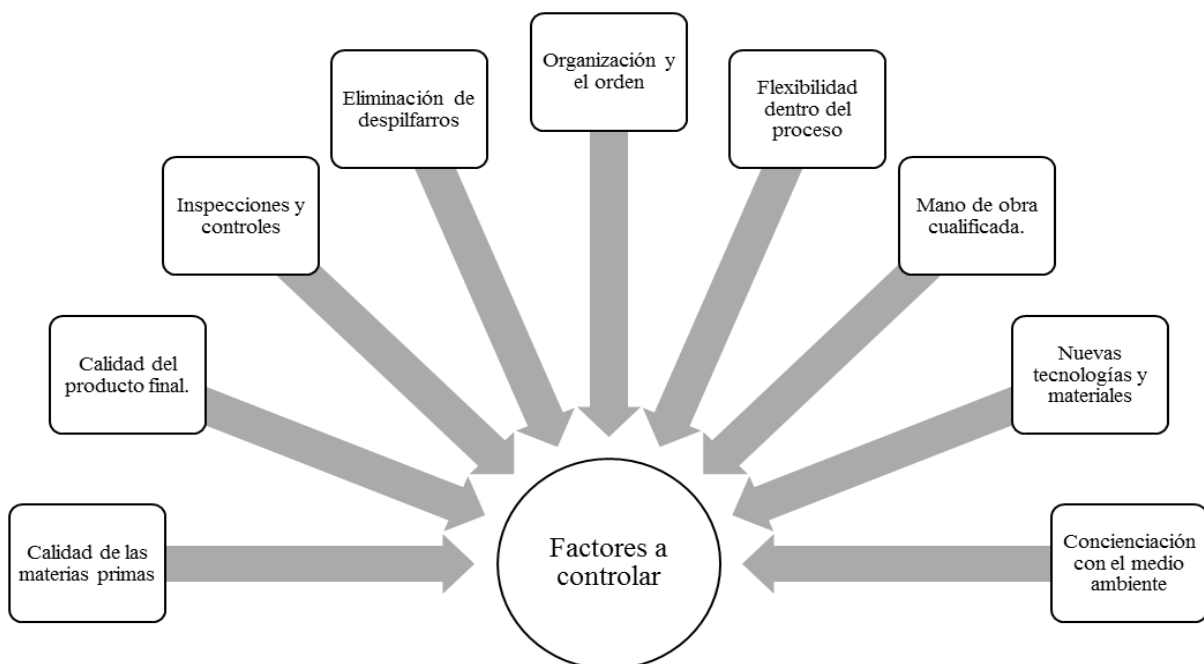 Calidad de las
materias primas
Calidad del
producto final.
Inspecciones y
controles
Eliminación de
despilfarros
Organización y
el orden
Flexibilidad
dentro del
proceso
Mano de obra
cualificada.
Nuevas
tecnologías y
materiales
Concienciación
con el medio
ambiente
Factores a
controlar